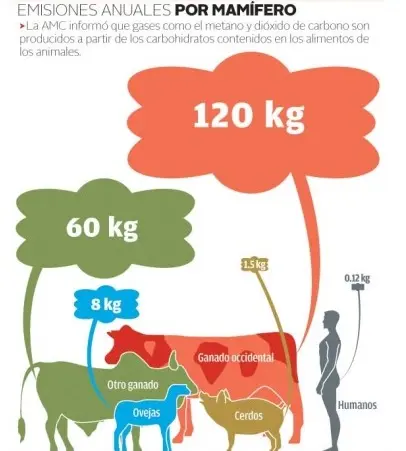 EMISIONES ANUALES POR MAMÍFERO
▸La AMC informó que gases como el metano y dióxido de carbono son
producidos a partir de los carbohidratos contenidos en los alimentos de
los animales.
120 kg
60 kg
1.5 kg
0.12 kg
8 kg
Ganado occidental
Otro ganado
Ovejas
Cerdos
Humanos